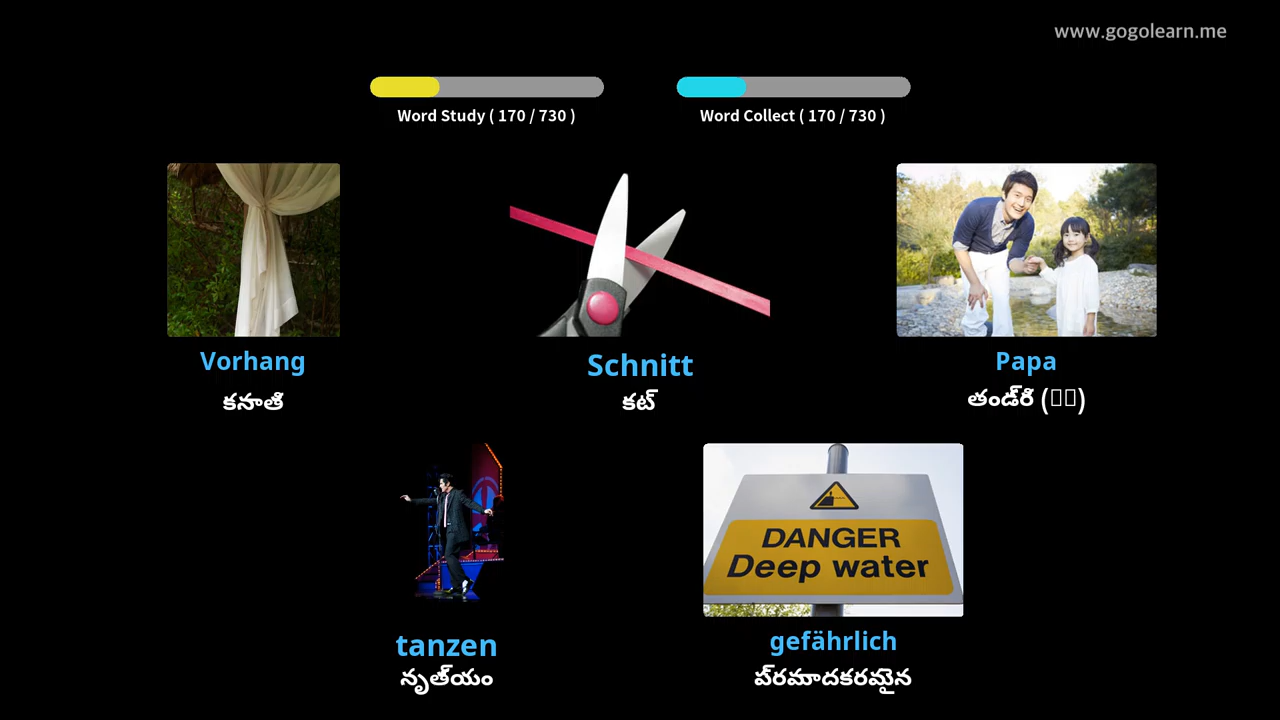 www.gogolearn.me
Word Study ( 170 / 730 )
Word Collect ( 170 / 730 )
Vorhang
కనాతి
Schnitt
కట్
Papa
తండ్రి (▯▯)
DANGER
Deep water
tanzen
నృత్యం
gefährlich
ప్రమాదకరమైన